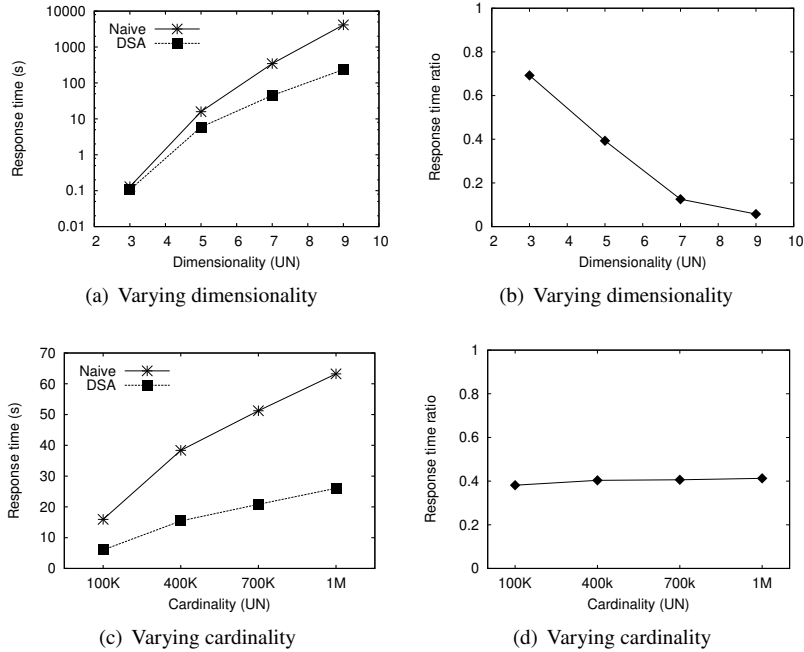 10000
1000
100
10
1
0.1
0.01
Response time (s)
Naive
DSA
2 3 4 5 6 7 8 9 10
Dimensionality (UN)
(a) Varying dimensionality
1
0.8
0.6
0.4
0.2
0
Response time ratio
2 3 4 5 6 7 8 9 10
Dimensionality (UN)
(b) Varying dimensionality
70
60
50
40
30
20
10
0
Response time (s)
Naive
DSA
100K 400K 700K 1M
Cardinality (UN)
(c) Varying cardinality
1
0.8
0.6
0.4
0.2
0
Response time ratio
100K 400k 700k 1M
Cardinality (UN)
(d) Varying cardinality